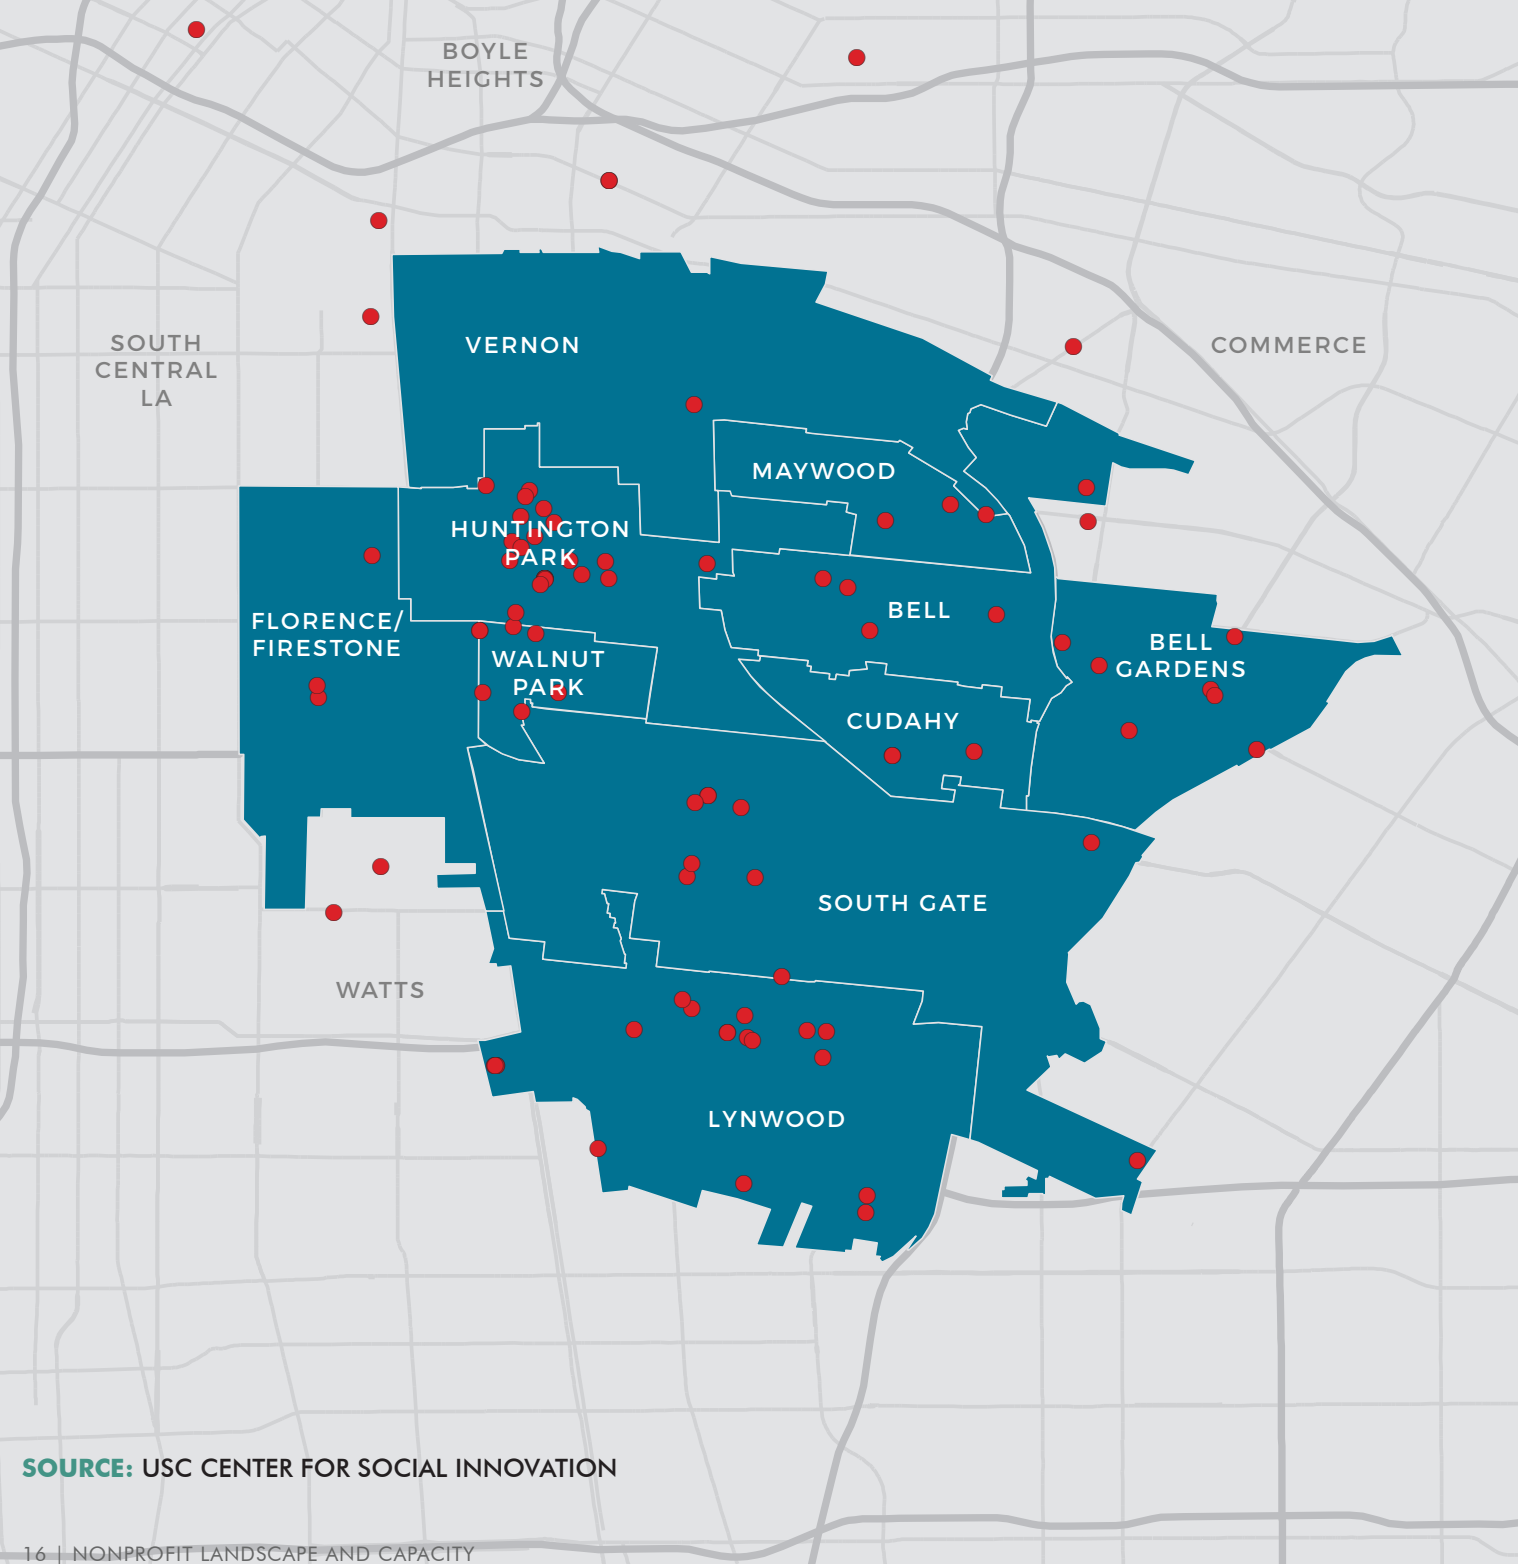 BOYLE
HEIGHTS
SOUTH
CENTRAL
LA
VERNON
COMMERCE
MAYWOOD
HUNTINGTON
PARK
FLORENCE/
FIRESTONE
BELL
BELL
GARDENS
WALNUT
PARK
CUDAHY
SOUTH GATE
WATTS
LYNWOOD
SOURCE: USC CENTER FOR SOCIAL INNOVATION
16 | NONPROFIT LANDSCAPE AND CAPACITY